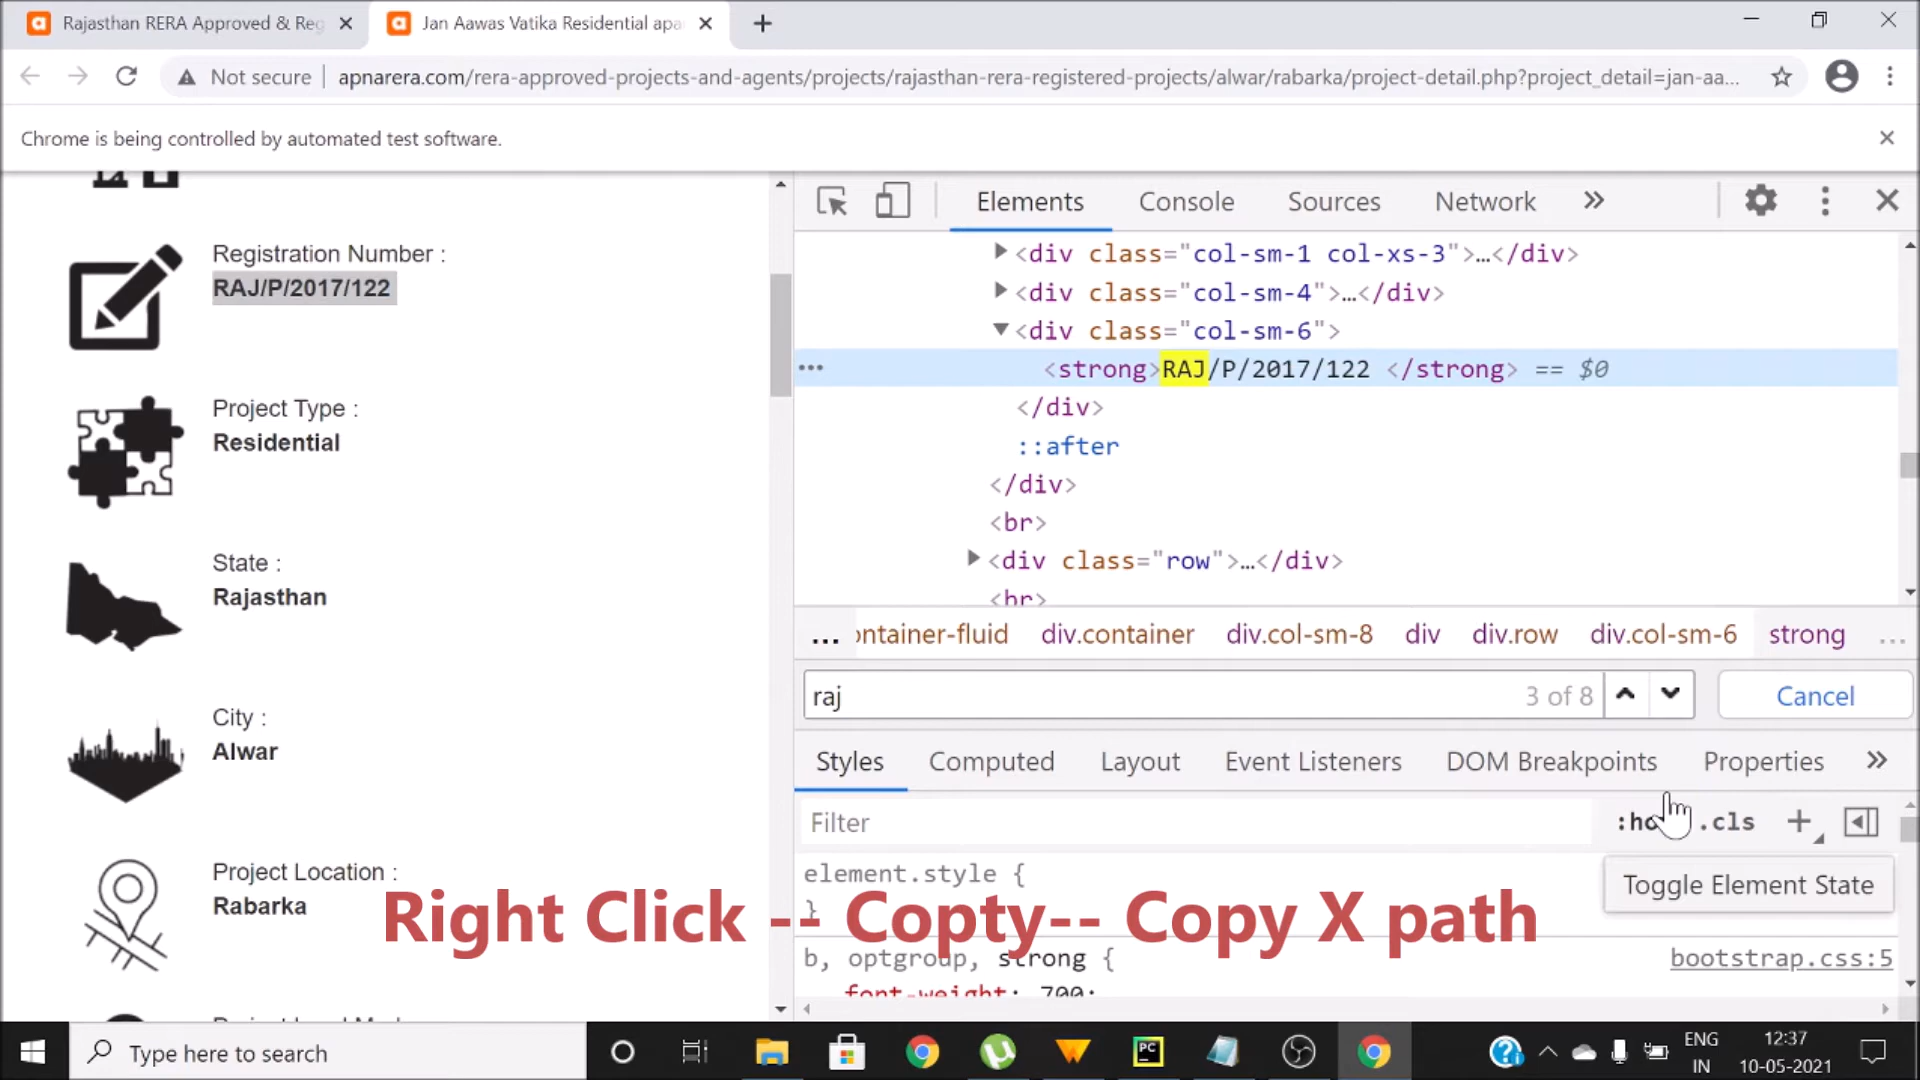 Rajasthan RERA Approved & Reg
Jan Aawas Vatika Residential apa
Not secure
apnarera.com/rera-approved-projects-and-agents/projects/rajasthan-rera-registered-projects/alwar/rabarka/project-detail.php?project_detail=jan-aa...
Chrome is being controlled by automated test software.
Registration Number :
RAJ/P/2017/122
Project Type :
Residential
State :
Rajasthan
City :
Alwar
Project Location :
Rabarka
Elements Console Sources Network
<div class="col-sm-1 col-xs-3">…</div>
<div class="col-sm-4">…</div>
<div class="col-sm-6">
<strong>RAJ/P/2017/122 </strong> == $0
</div>
::after
</div>
<br>
<div class="row">…</div>
<br>
... ontainer-fluid div.container div.col-sm-8 div div.row div.col-sm-6 strong ...
raj 3 of 8 Cancel
Styles Computed Layout Event Listeners DOM Breakpoints Properties
Filter .cls
element.style {
Toggle Element State
}
Right Click -- Copty-- Copy X path
b, optgroup, strong { bootstrap.css:5
font-weight: 700;
Type here to search
PC
ENG
IN
12:37
10-05-2021